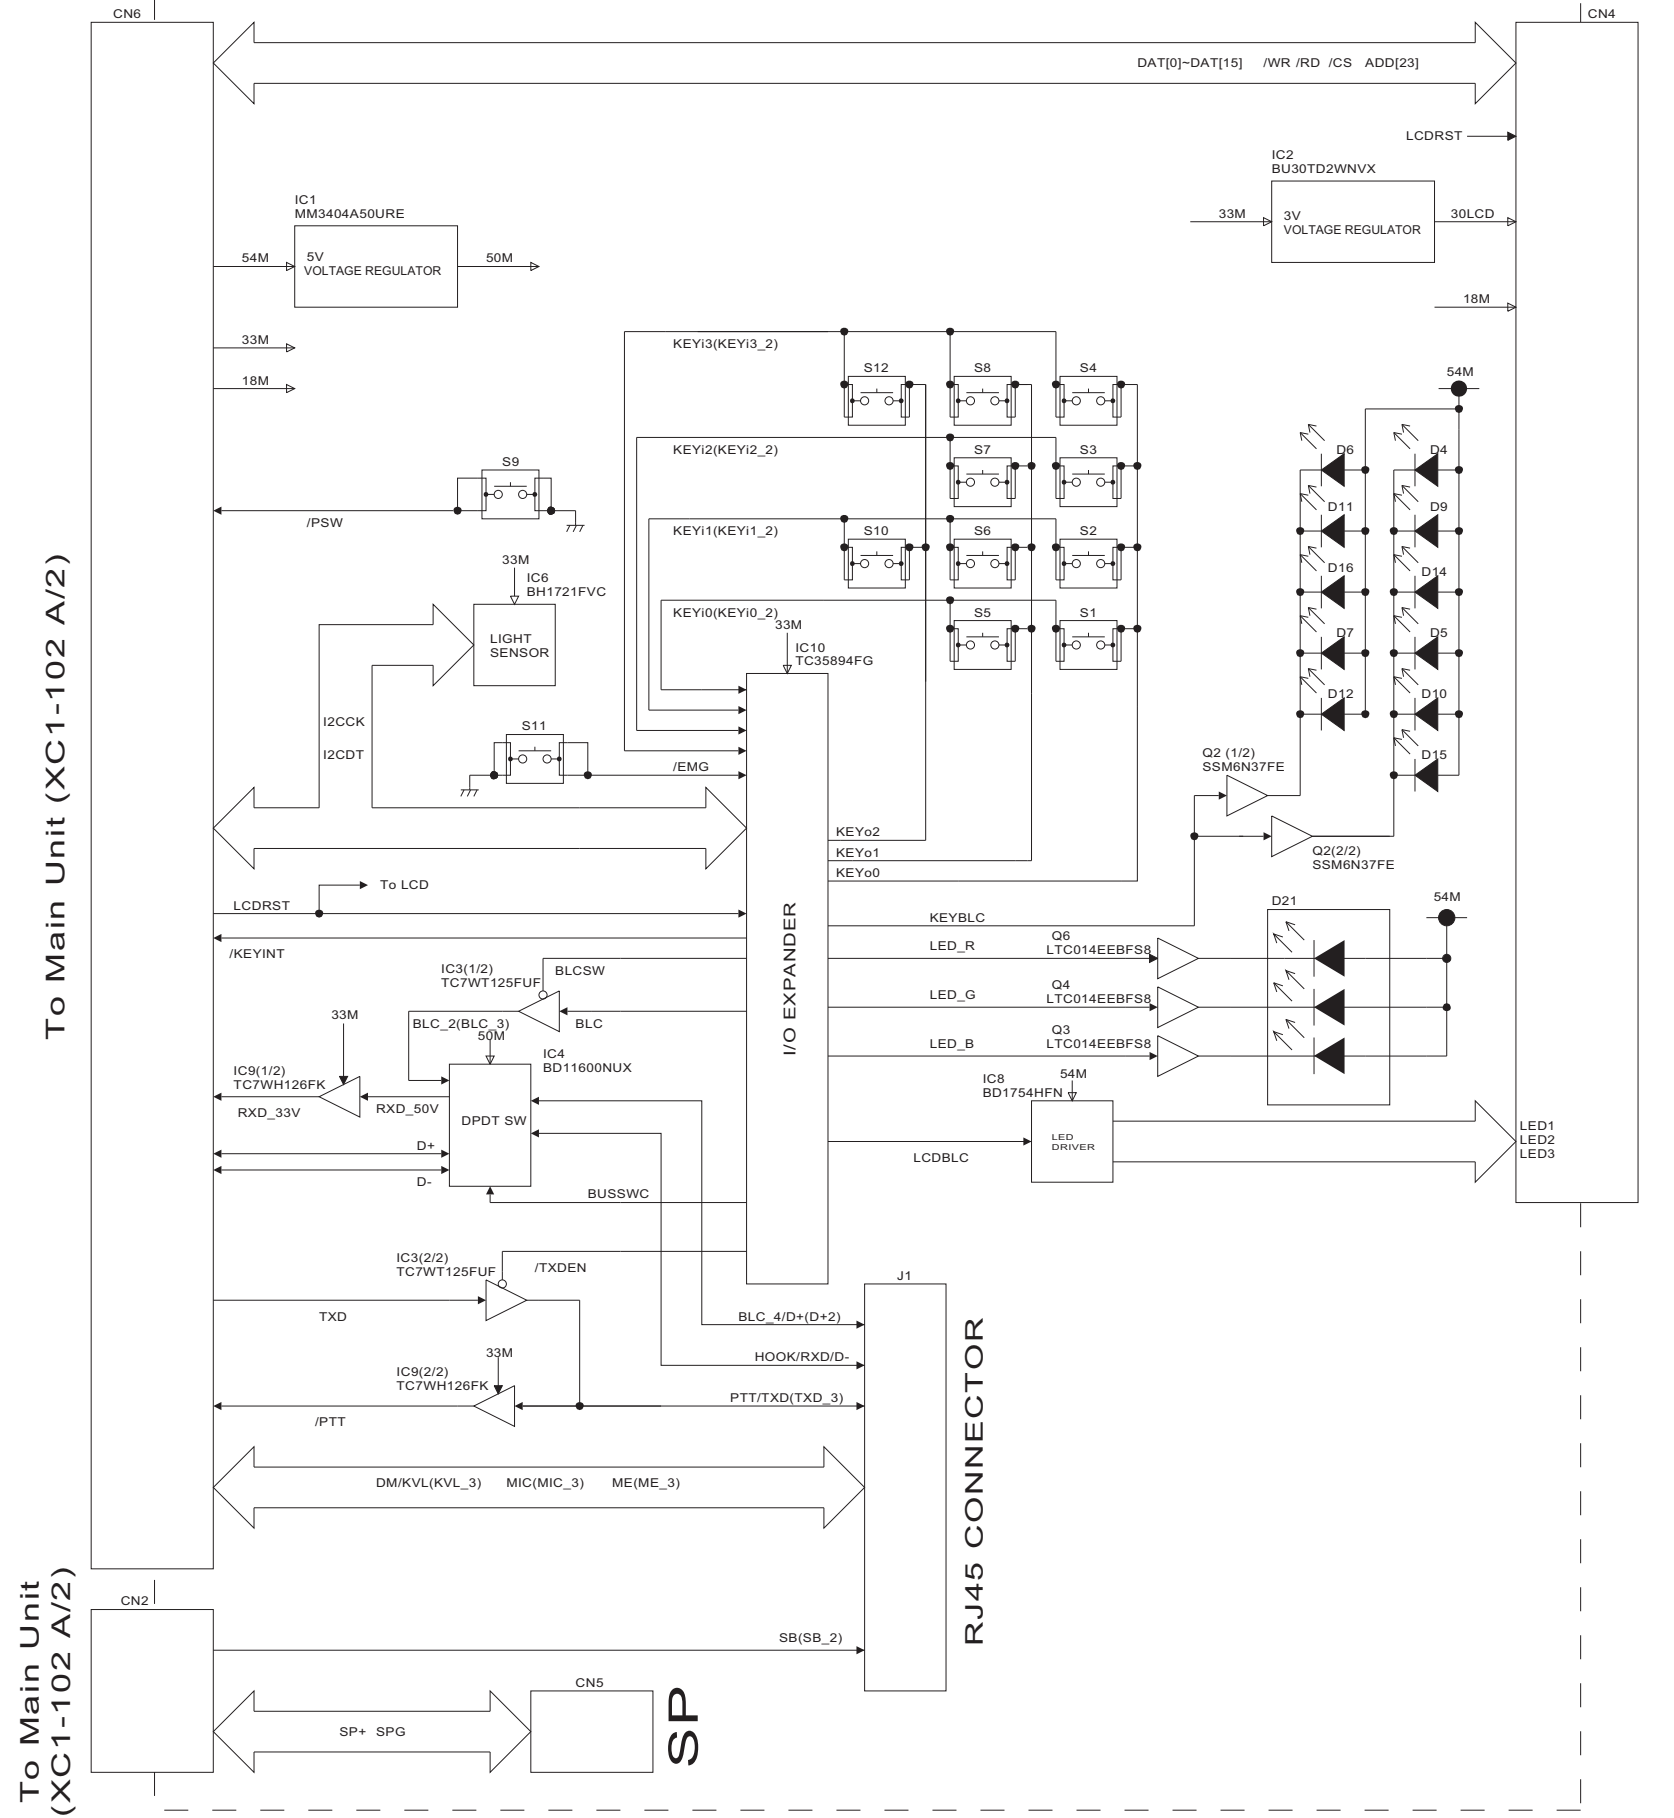 CN6
CN4
DAT[0]~DAT[15] /WR /RD /CS ADD[23]
LCDRST
IC2
BU30TD2WNVX
33M
3V
VOLTAGE REGULATOR
30LCD
18M
IC1
MM3404A50URE
54M
5V
VOLTAGE REGULATOR
50M
33M
18M
KEYi3(KEYi3_2)
S12
S8
S4
KEYi2(KEYi2_2)
S7
S3
KEYi1(KEYi1_2)
S10
S6
S2
KEYi0(KEYi0_2)
S5
S1
54M
D6
D4
D11
D9
D16
D14
D7
D5
D12
D10
D15
S9
/PSW
33M
IC6
BH1721FVC
LIGHT
SENSOR
33M
IC10
TC35894FG
I2CCK
I2CDT
S11
/EMG
Q2 (1/2)
SSM6N37FE
Q2(2/2)
SSM6N37FE
KEYo2
KEYo1
KEYo0
To LCD
LCDRST
/KEYINT
I/O EXPANDER
KEYBLC
LED_R
Q6
LTC014EEBFS8
LED_G
Q4
LTC014EEBFS8
LED_B
Q3
LTC014EEBFS8
D21
54M
IC3(1/2)
TC7WT125FUF
BLCSW
BLC_2(BLC_3)
BLC
50M
IC4
BD11600NUX
33M
IC9(1/2)
TC7WH126FK
RXD_33V
RXD_50V
DPDT SW
D+
D-
BUSSWC
IC8
BD1754HFN
54M
LED
DRIVER
LCDBLC
LED1
LED2
LED3
IC3(2/2)
TC7WT125FUF
/TXDEN
TXD
33M
IC9(2/2)
TC7WH126FK
/PTT
J1
BLC_4/D+(D+2)
HOOK/RXD/D-
PTT/TXD(TXD_3)
DM/KVL(KVL_3) MIC(MIC_3) ME(ME_3)
RJ45 CONNECTOR
CN2
SB(SB_2)
CN5
SP+ SPG
SP
To Main Unit (XC1-102 A/2)
To Main Unit
(XC1-102 A/2)